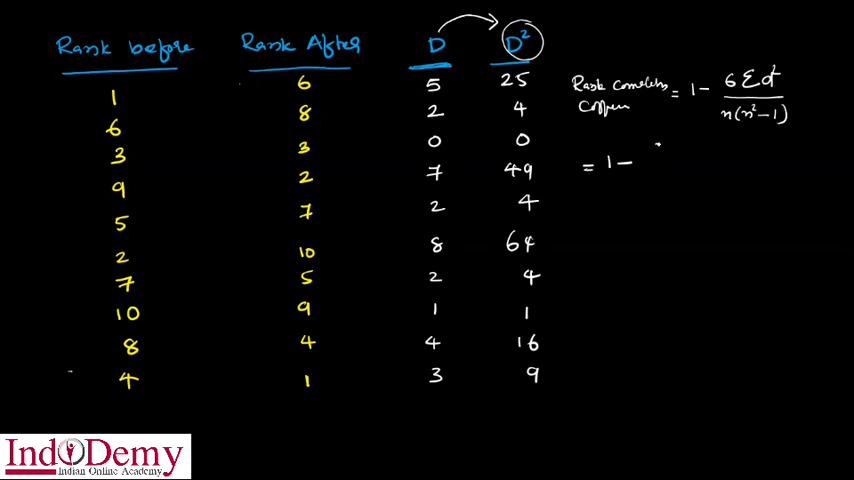 Rank before Rank After D D²
1 6 5 25
6 8 2 4
3 3 0 0
9 2 7 49
5 7 2 4
2 10 8 64
7 5 2 4
10 9 1 1
8 4 4 16
4 1 3 9
Rank = 1 - 6Σd² / n(n²-1)
= 1 -
IndoDemy
Indian Online Academy